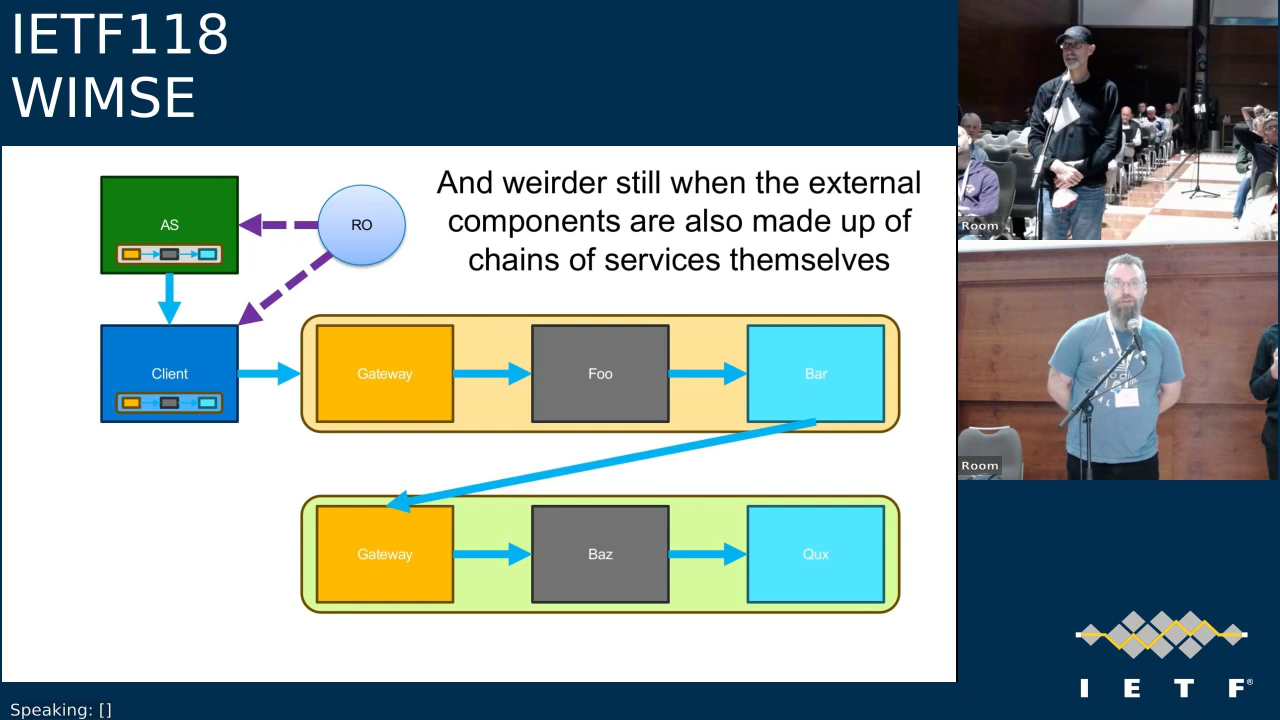 IETF118
WIMSE
And weirder still when the external
components are also made up of
chains of services themselves
AS
RO
Client
Gateway
Foo
Bar
Gateway
Baz
Qux
Room
Room
I E T F®
Speaking: []